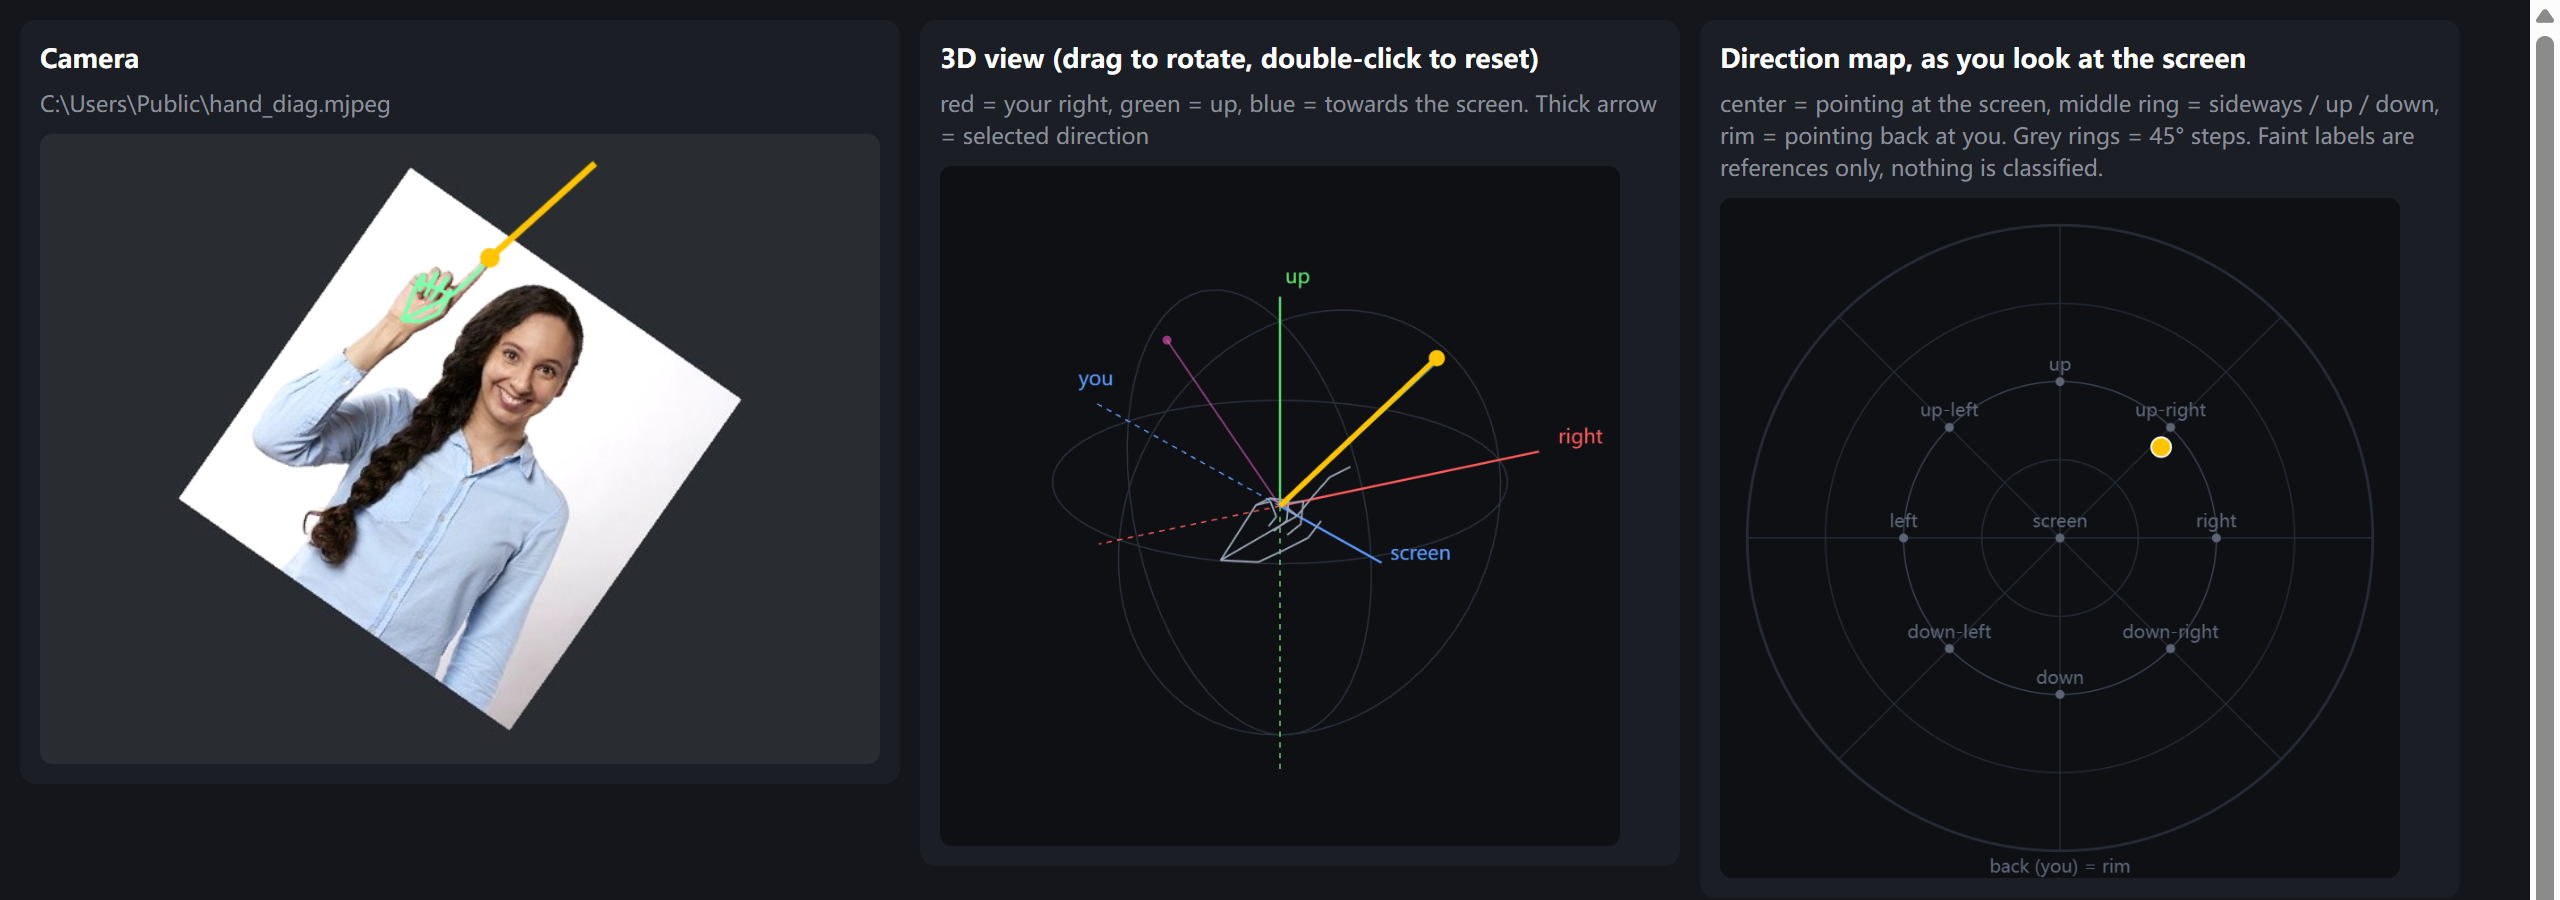 Camera
C:\Users\Public\hand_diag.mjpeg
3D view (drag to rotate, double-click to reset)
red = your right, green = up, blue = towards the screen. Thick arrow
= selected direction
up
you
right
screen
Direction map, as you look at the screen
center = pointing at the screen, middle ring = sideways / up / down,
rim = pointing back at you. Grey rings = 45° steps. Faint labels are
references only, nothing is classified.
up
up-left
up-right
left
screen
right
down-left
down-right
down
back (you) = rim